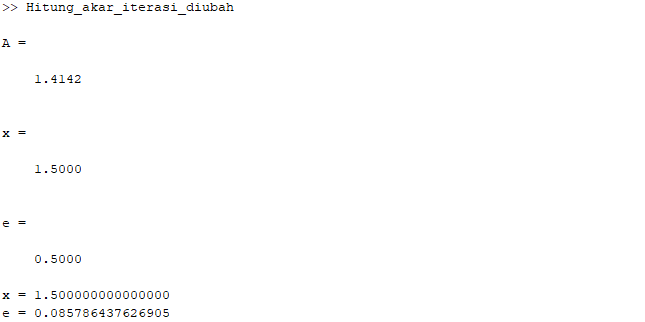 >> Hitung_akar_iterasi_diubah
A =
1.4142
x =
1.5000
e =
0.5000
x = 1.500000000000000
e = 0.085786437626905